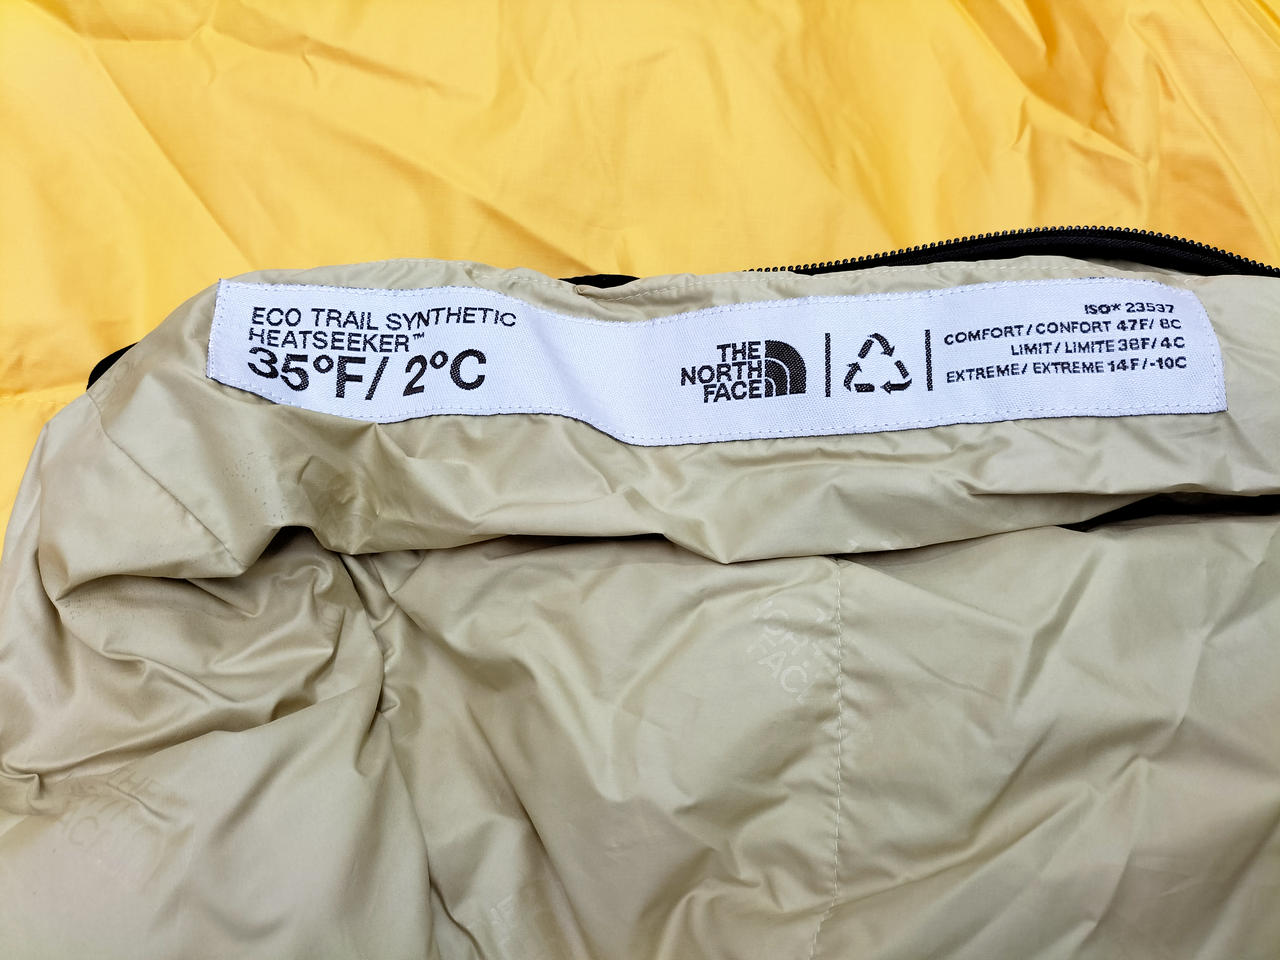 ECO TRAIL SYNTHETIC
HEATSEEKER™
35°F/ 2°C
THE
NORTH
FACE
ISO* 23537
COMFORT/CONFORT 47F/ 8C
LIMIT/LIMITE 38F/ 4C
EXTREME/ EXTREME 14F/-10C